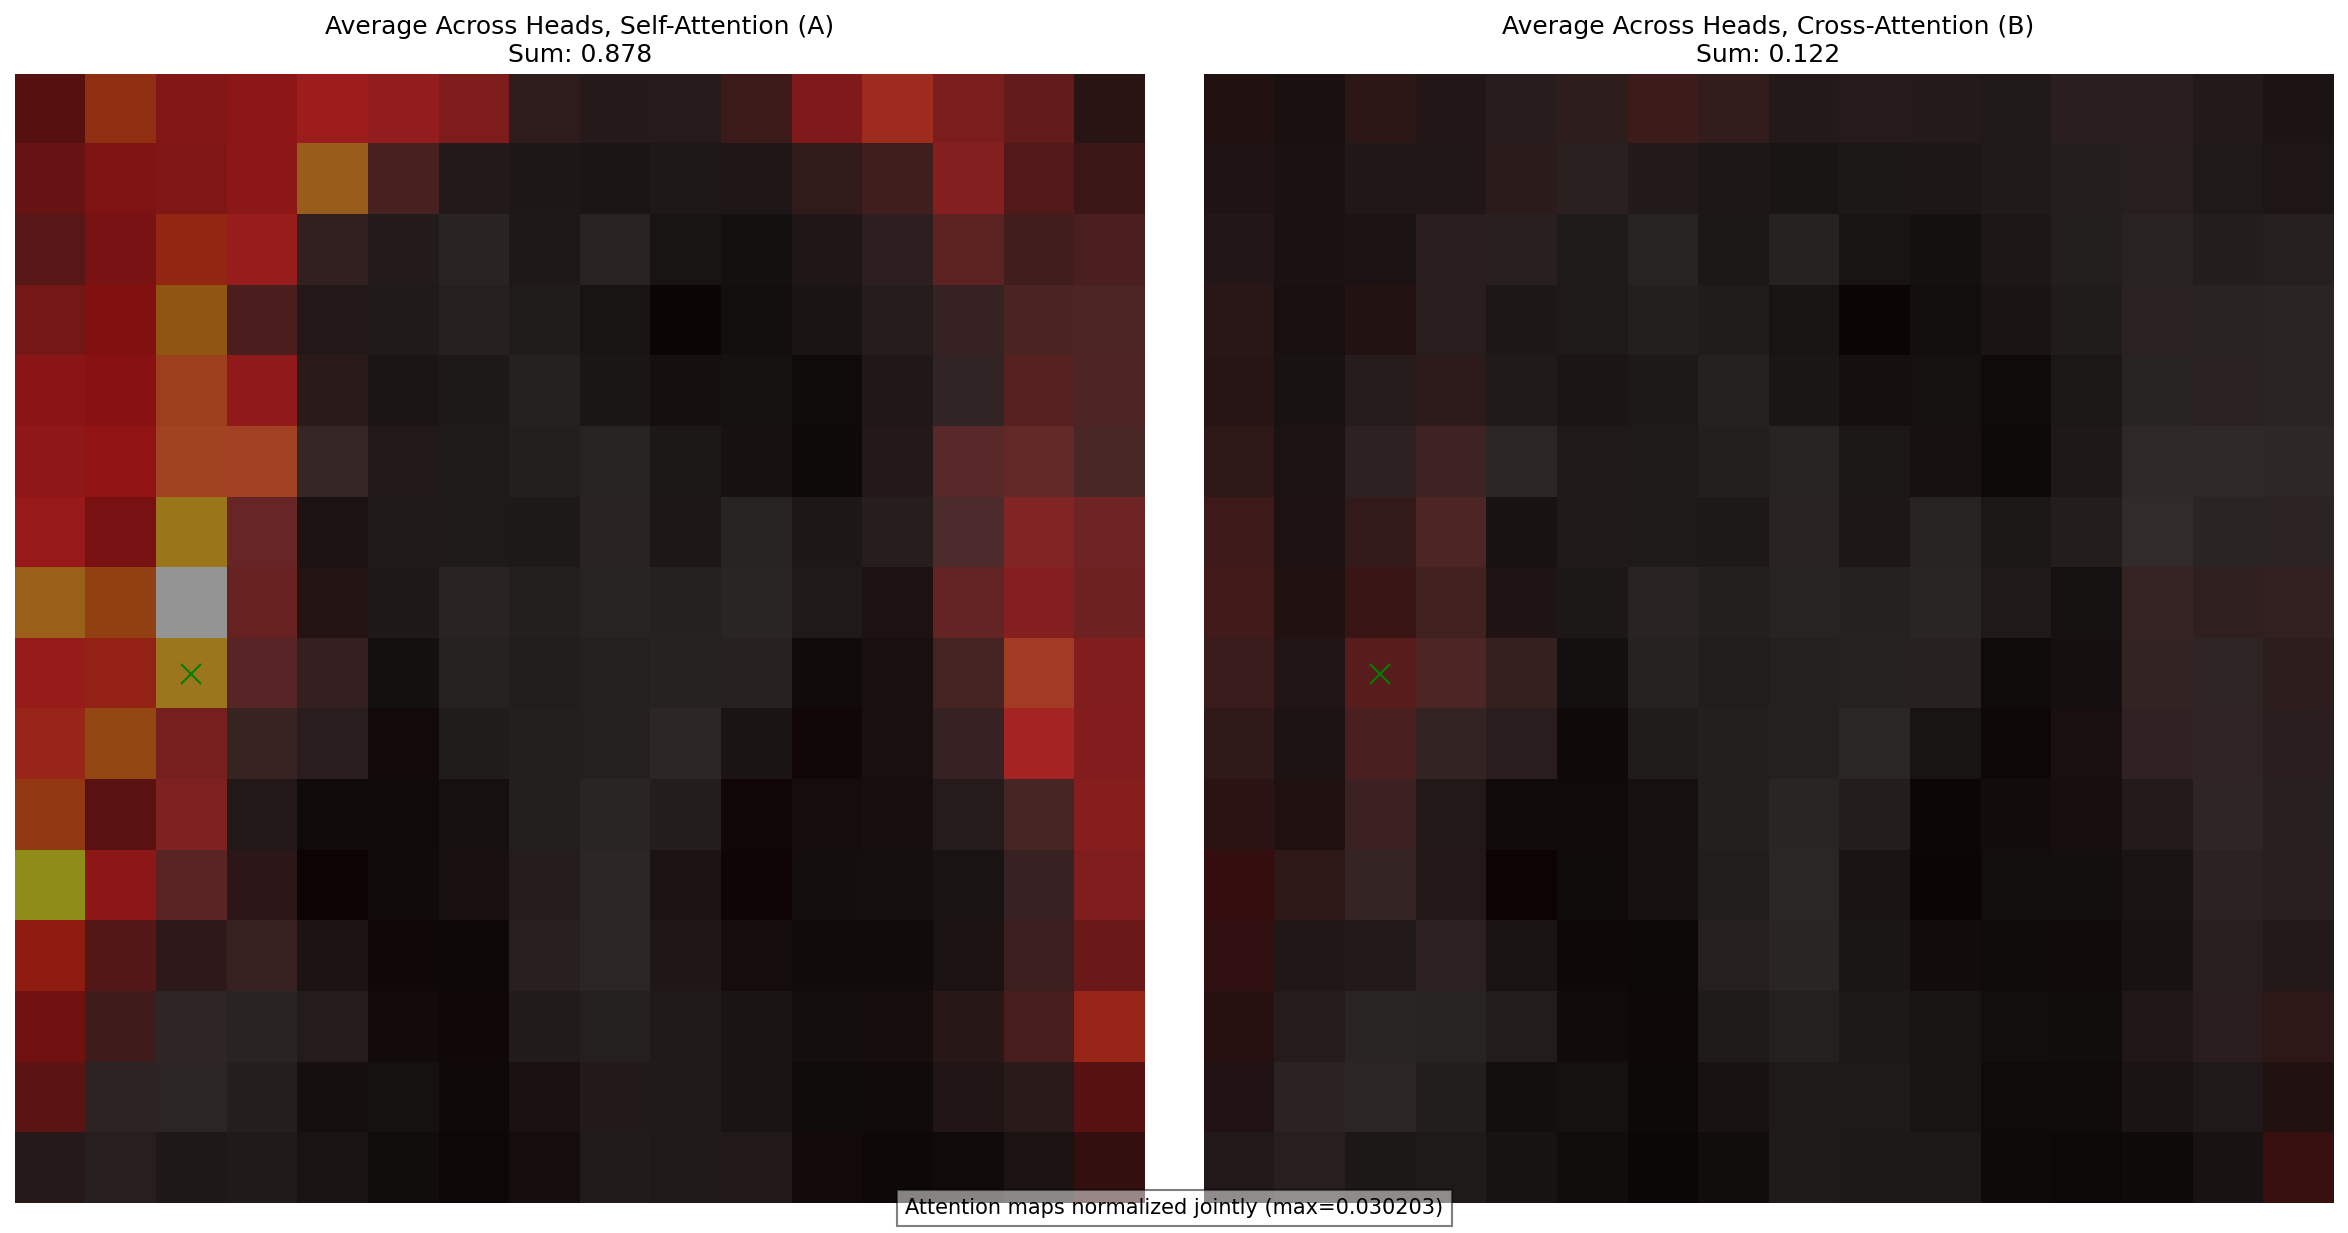 Average Across Heads, Self-Attention (A)
Sum: 0.878
Average Across Heads, Cross-Attention (B)
Sum: 0.122
Attention maps normalized jointly (max=0.030203)